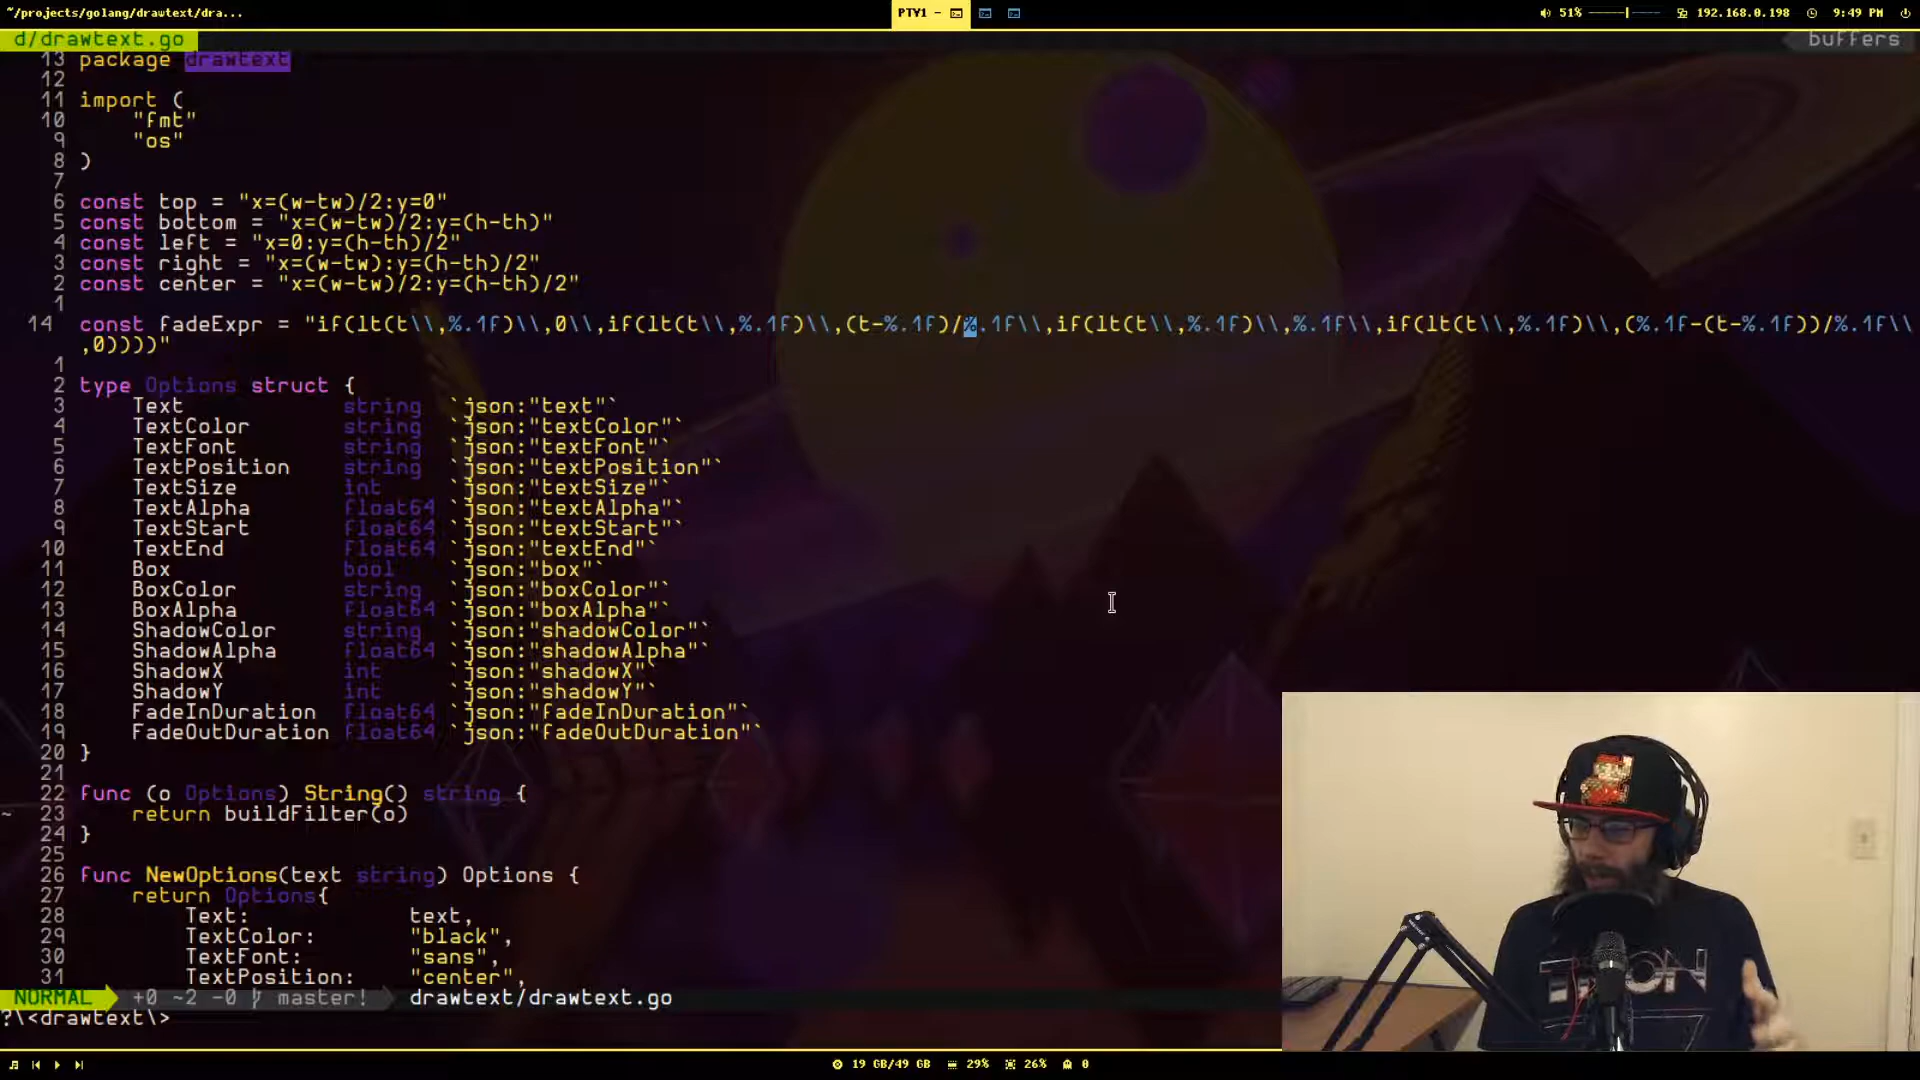 ~/projects/golang/drawtext/dra...
PTY1 -
51%
192.168.0.198
9:49 PM
d/drawtext.go
buffers
13 package drawtext
12
11 import (
10 "fmt"
9 "os"
8 )
7
6 const top = "x=(w-tw)/2:y=0"
5 const bottom = "x=(w-tw)/2:y=(h-th)"
4 const left = "x=0:y=(h-th)/2"
3 const right = "x=(w-tw):y=(h-th)/2"
2 const center = "x=(w-tw)/2:y=(h-th)/2"
1
14 const fadeExpr = "if(lt(t\\,%.1f)\\,0\\,if(lt(t\\,%.1f)\\,(t-%.1f)/%.1f\\,if(lt(t\\,%.1f)\\,%.1f\\,if(lt(t\\,%.1f)\\,(%.1f-(t-%.1f))/%.1f\\
,0))))"
1
2 type Options struct {
3 Text string `json:"text"`
4 TextColor string `json:"textColor"`
5 TextFont string `json:"textFont"`
6 TextPosition string `json:"textPosition"`
7 TextSize int `json:"textSize"`
8 TextAlpha float64 `json:"textAlpha"`
9 TextStart float64 `json:"textStart"`
10 TextEnd float64 `json:"textEnd"`
11 Box bool `json:"box"`
12 BoxColor string `json:"boxColor"`
13 BoxAlpha float64 `json:"boxAlpha"`
14 ShadowColor string `json:"shadowColor"`
15 ShadowAlpha float64 `json:"shadowAlpha"`
16 ShadowX int `json:"shadowX"`
17 ShadowY int `json:"shadowY"`
18 FadeInDuration float64 `json:"fadeInDuration"`
19 FadeOutDuration float64 `json:"fadeOutDuration"`
20 }
21
22 func (o Options) String() string {
~ 23 return buildFilter(o)
24 }
25
26 func NewOptions(text string) Options {
27 return Options{
28 Text: text,
29 TextColor: "black",
30 TextFont: "sans",
31 TextPosition: "center",
NORMAL +0 ~2 -0 master! drawtext/drawtext.go
?\<drawtext\>
19 GB/49 GB 29% 26% 0